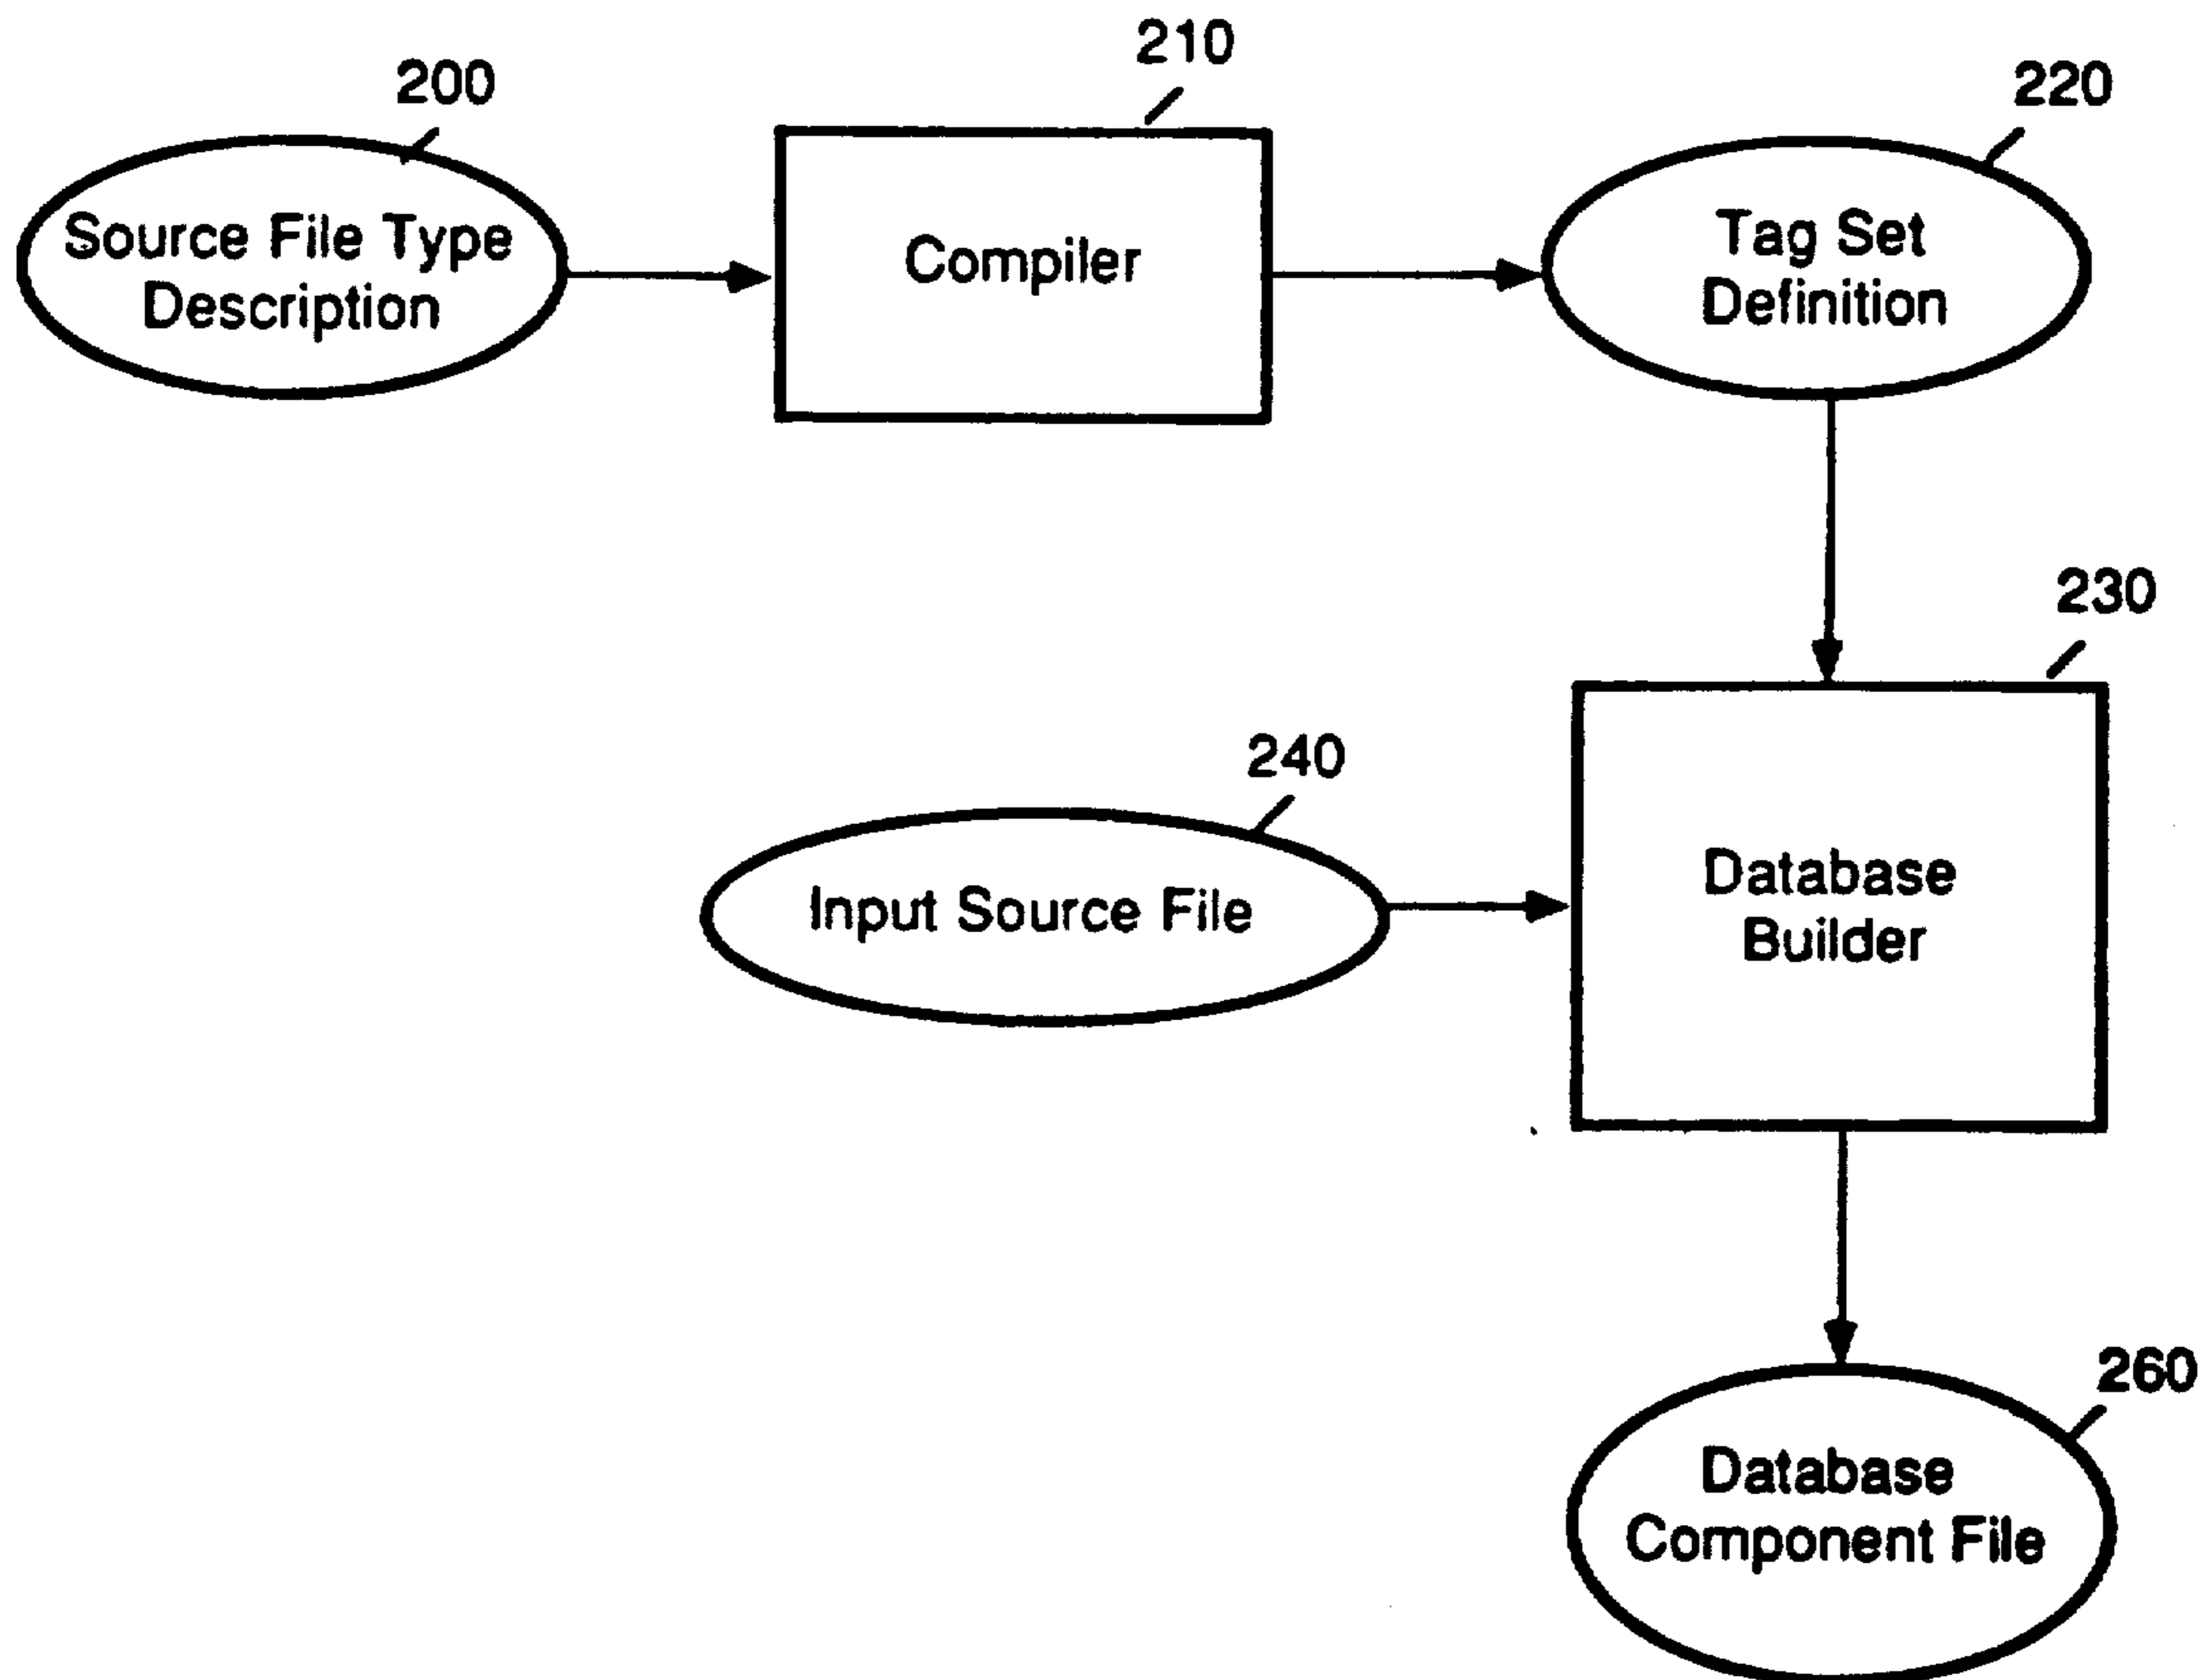 200
Source File Type
Description
210
Compiler
220
Tag Set
Definition
230
Database
Builder
240
Input Source File
260
Database
Component File